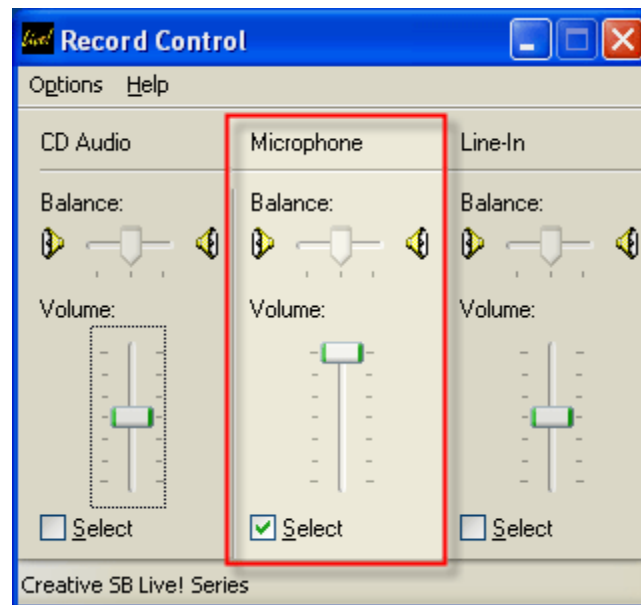 Live! Record Control
Options Help
CD Audio Microphone Line-In
Balance: Balance: Balance:
Volume: Volume: Volume:
Select Select Select
Creative SB Live! Series